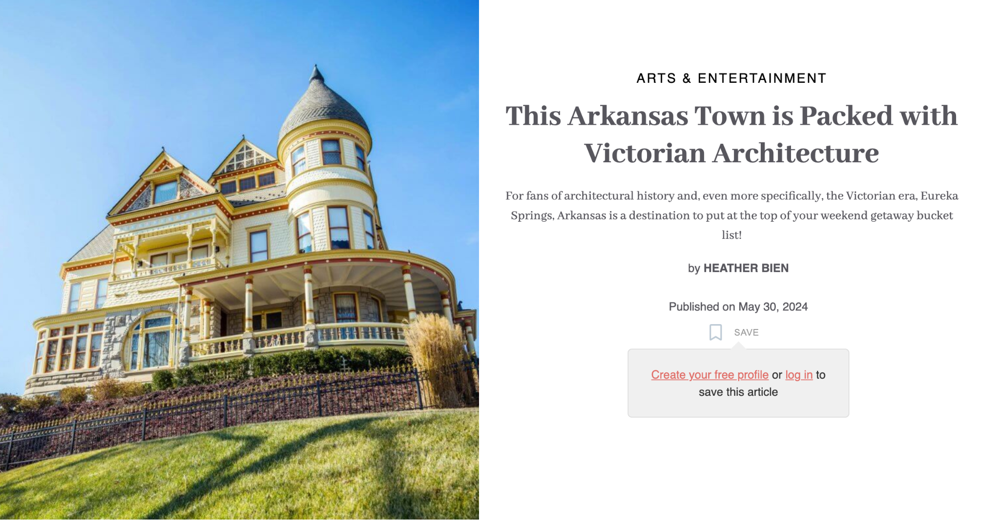 ARTS & ENTERTAINMENT
This Arkansas Town is Packed with
Victorian Architecture
For fans of architectural history and, even more specifically, the Victorian era, Eureka
Springs, Arkansas is a destination to put at the top of your weekend getaway bucket
list!
by HEATHER BIEN
Published on May 30, 2024
SAVE
Create your free profile or log in to
save this article